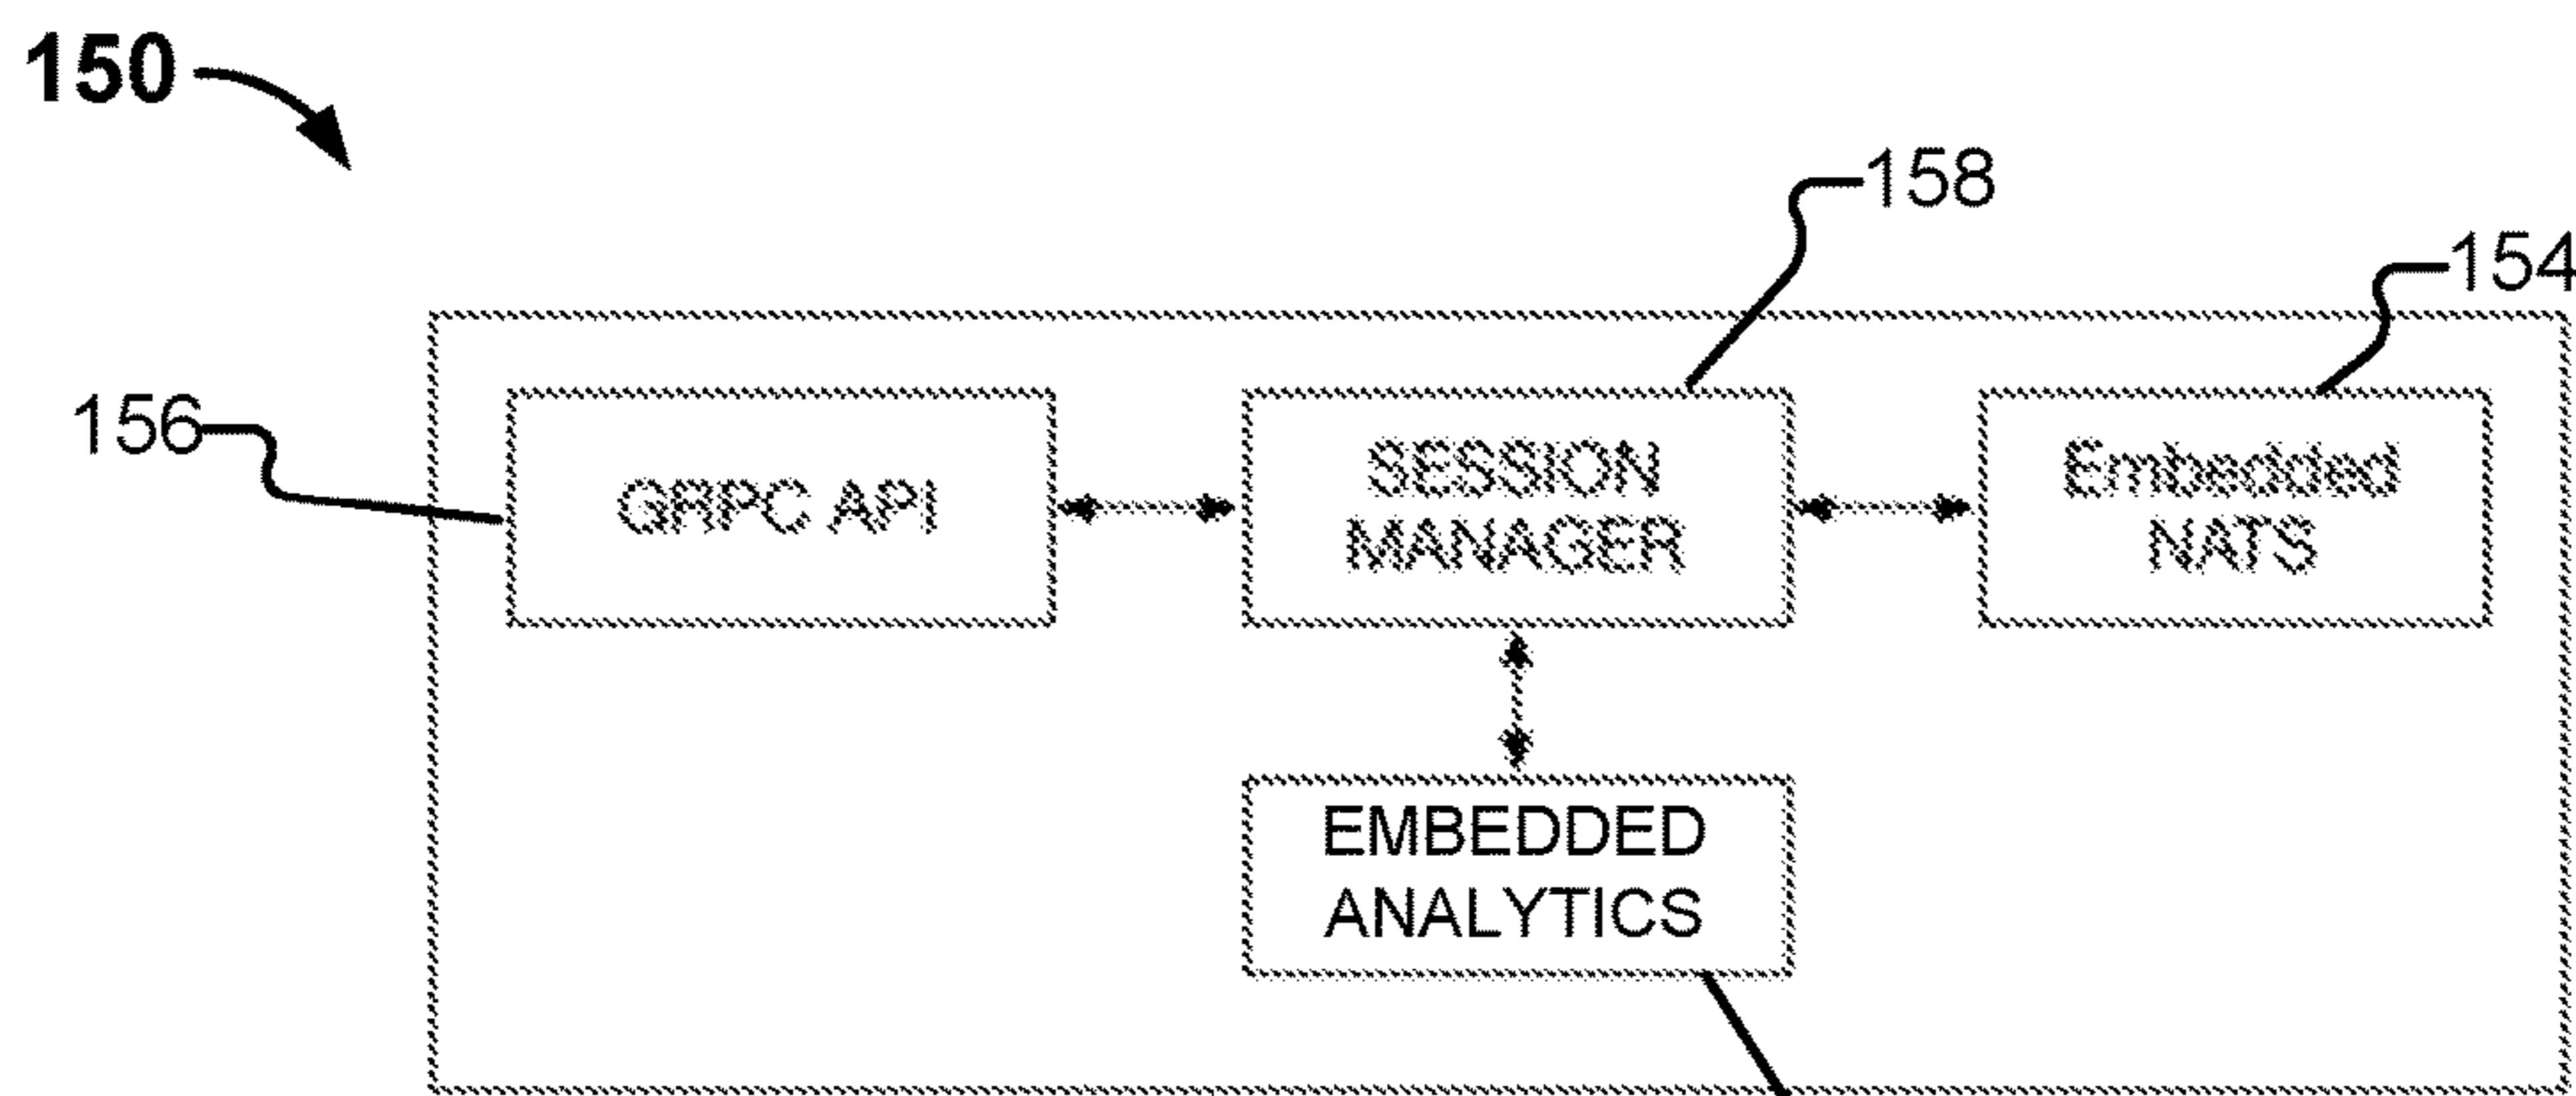 150
158
154
156
GRPC API
SESSION
MANAGER
Embedded
NATS
EMBEDDED
ANALYTICS